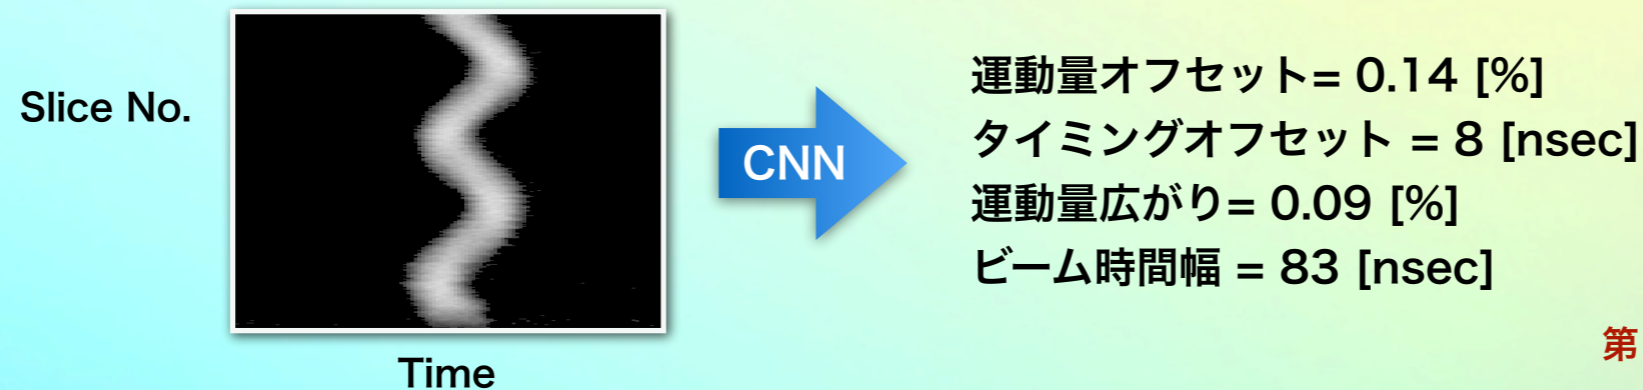 Slice No.
Time
CNN
運動量オフセット= 0.14 [%]
タイミングオフセット = 8 [nsec]
運動量広がり= 0.09 [%]
ビーム時間幅 = 83 [nsec]
第